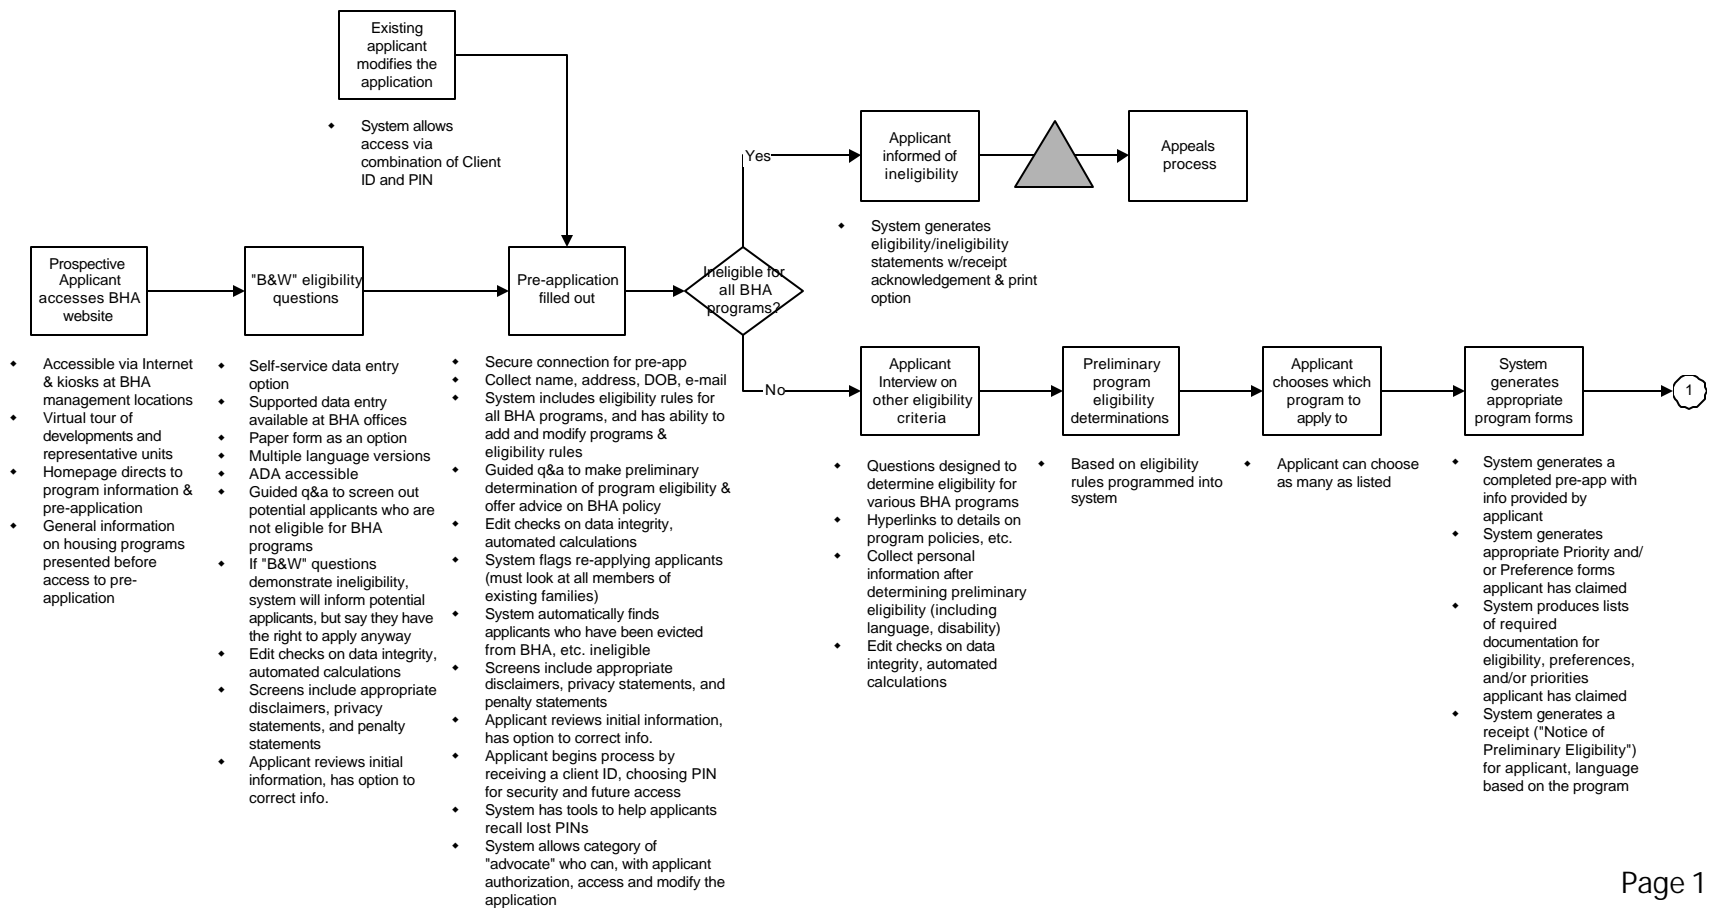 Existing
applicant
modifies the
application
◆ System allows
access via
combination of Client
ID and PIN
Yes
Applicant
informed of
ineligibility
Appeals
process
◆ System generates
eligibility/ineligibility
statements w/receipt
acknowledgement & print
option
Prospective
Applicant
accesses BHA
website
"B&W" eligibility
questions
Pre-application
filled out
Ineligible for
all BHA
programs?
No
Applicant
Interview on
other eligibility
criteria
Preliminary
program
eligibility
determinations
Applicant
chooses which
program to
apply to
System
generates
appropriate
program forms
1
◆ Accessible via Internet
& kiosks at BHA
management locations
◆ Virtual tour of
developments and
representative units
◆ Homepage directs to
program information &
pre-application
◆ General information
on housing programs
presented before
access to pre-
application
◆ Self-service data entry
option
◆ Supported data entry
available at BHA offices
◆ Paper form as an option
◆ Multiple language versions
◆ ADA accessible
◆ Guided q&a to screen out
potential applicants who are
not eligible for BHA
programs
◆ If "B&W" questions
demonstrate ineligibility,
system will inform potential
applicants, but say they have
the right to apply anyway
◆ Edit checks on data integrity,
automated calculations
◆ Screens include appropriate
disclaimers, privacy
statements, and penalty
statements
◆ Applicant reviews initial
information, has option to
correct info.
◆ Secure connection for pre-app
◆ Collect name, address, DOB, e-mail
◆ System includes eligibility rules for
all BHA programs, and has ability to
add and modify programs &
eligibility rules
◆ Guided q&a to make preliminary
determination of program eligibility &
offer advice on BHA policy
◆ Edit checks on data integrity,
automated calculations
◆ System flags re-applying applicants
(must look at all members of
existing families)
◆ System automatically finds
applicants who have been evicted
from BHA, etc. ineligible
◆ Screens include appropriate
disclaimers, privacy statements, and
penalty statements
◆ Applicant reviews initial information,
has option to correct info.
◆ Applicant begins process by
receiving a client ID, choosing PIN
for security and future access
◆ System has tools to help applicants
recall lost PINs
◆ System allows category of
"advocate" who can, with applicant
authorization, access and modify the
application
◆ Questions designed to
determine eligibility for
various BHA programs
◆ Hyperlinks to details on
program policies, etc.
◆ Collect personal
information after
determining preliminary
eligibility (including
language, disability)
◆ Edit checks on data
integrity, automated
calculations
◆ Based on eligibility
rules programmed into
system
◆ Applicant can choose
as many as listed
◆ System generates a
completed pre-app with
info provided by
applicant
◆ System generates
appropriate Priority and/
or Preference forms
applicant has claimed
◆ System produces lists
of required
documentation for
eligibility, preferences,
and/or priorities
applicant has claimed
◆ System generates a
receipt ("Notice of
Preliminary Eligibility")
for applicant, language
based on the program
Page 1